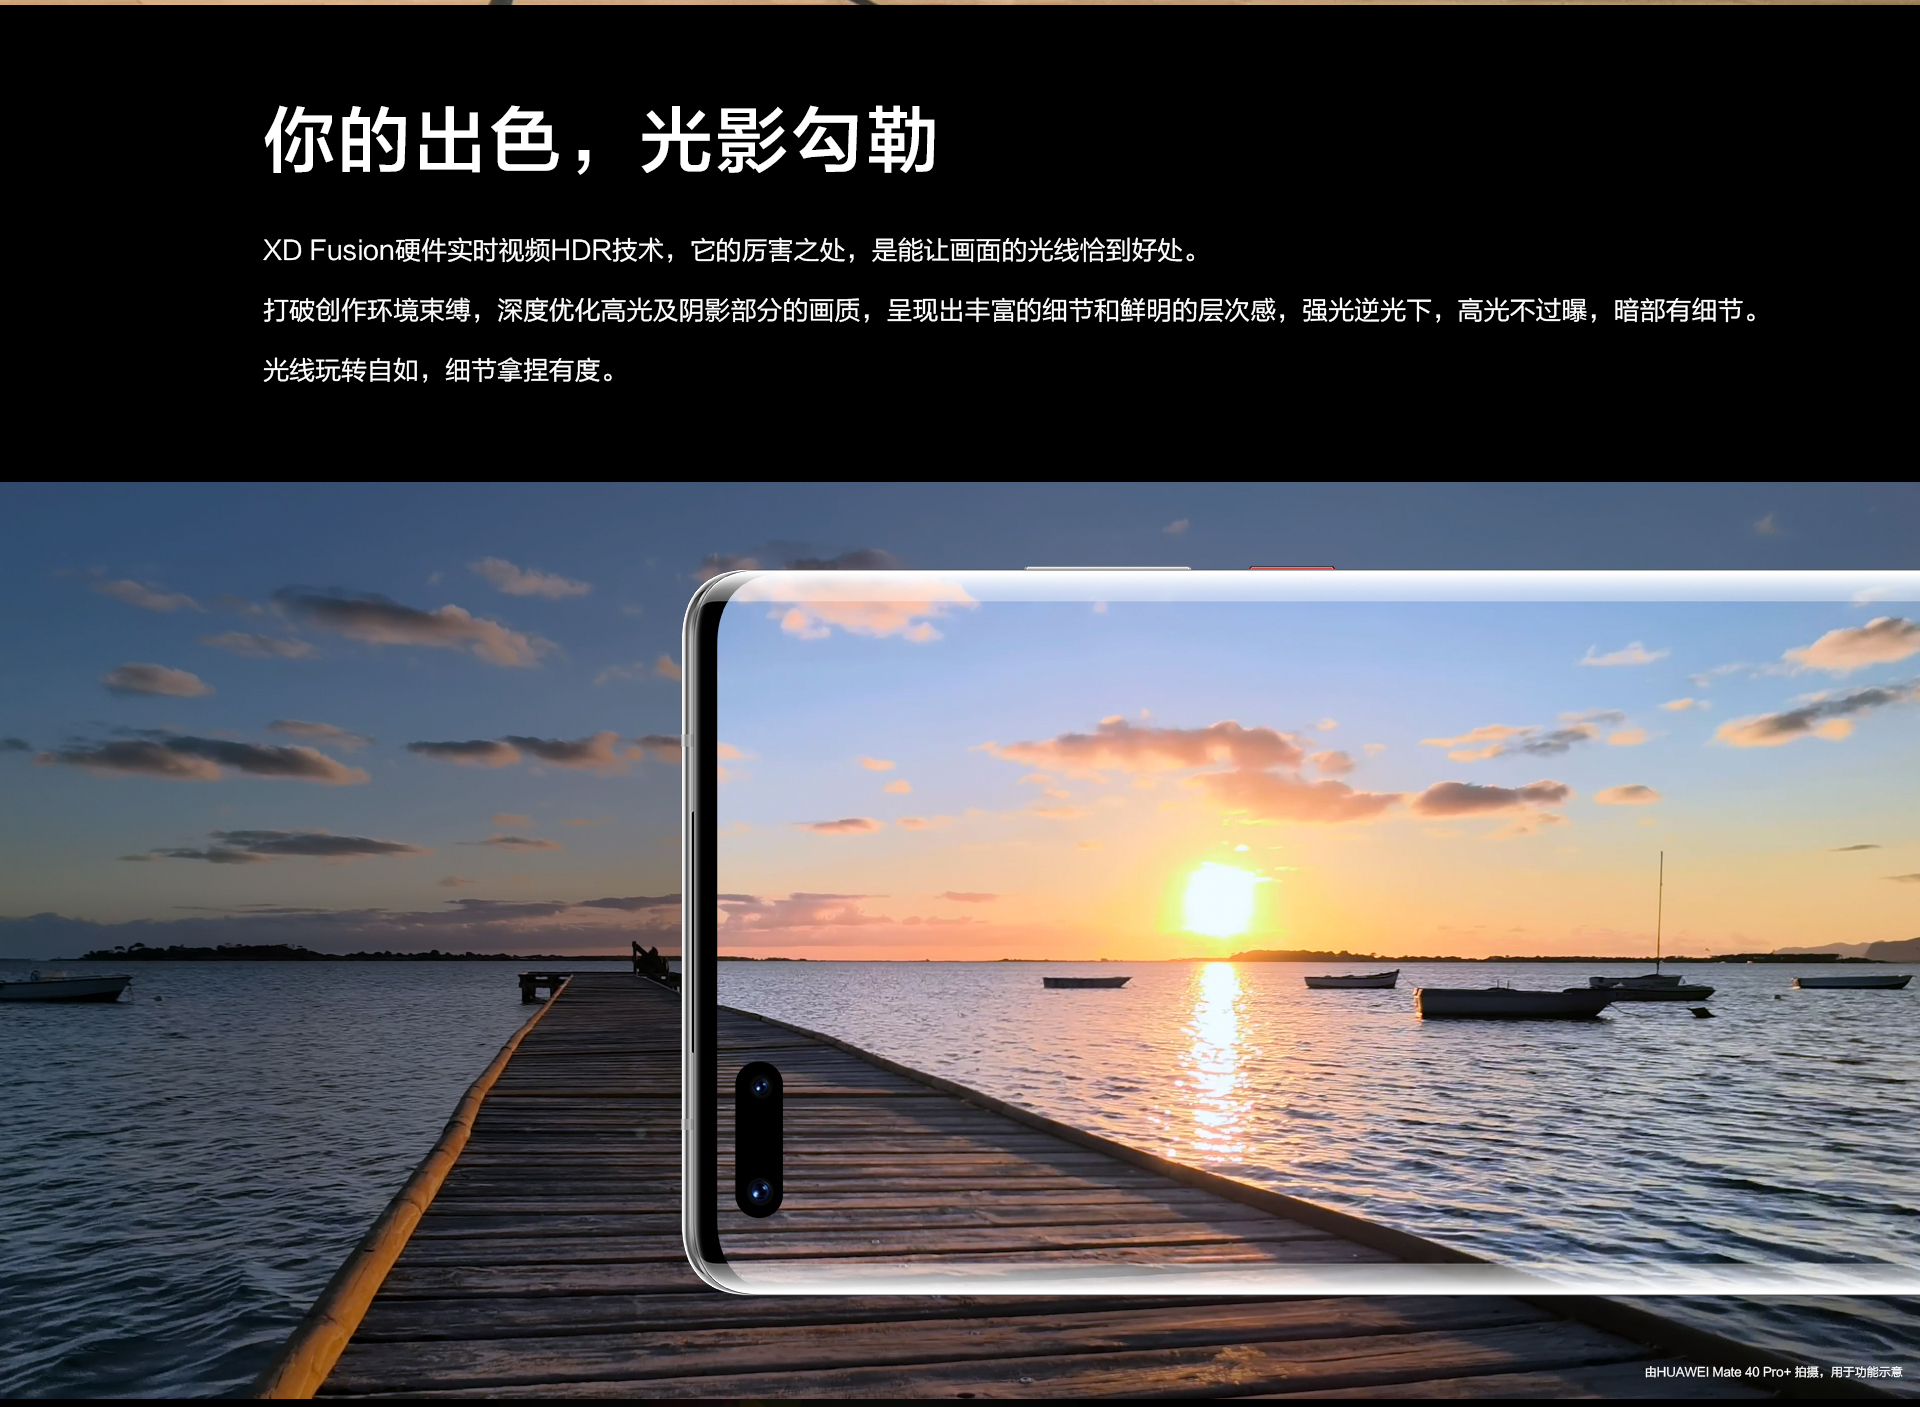 你的出色，光影勾勒
XD Fusion硬件实时视频HDR技术，它的厉害之处，是能让画面的光线恰到好处。
打破创作环境束缚，深度优化高光及阴影部分的画质，呈现出丰富的细节和鲜明的层次感，强光逆光下，高光不过曝，暗部有细节。
光线玩转自如，细节拿捏有度。
由HUAWEI Mate 40 Pro+ 拍摄，用于功能示意